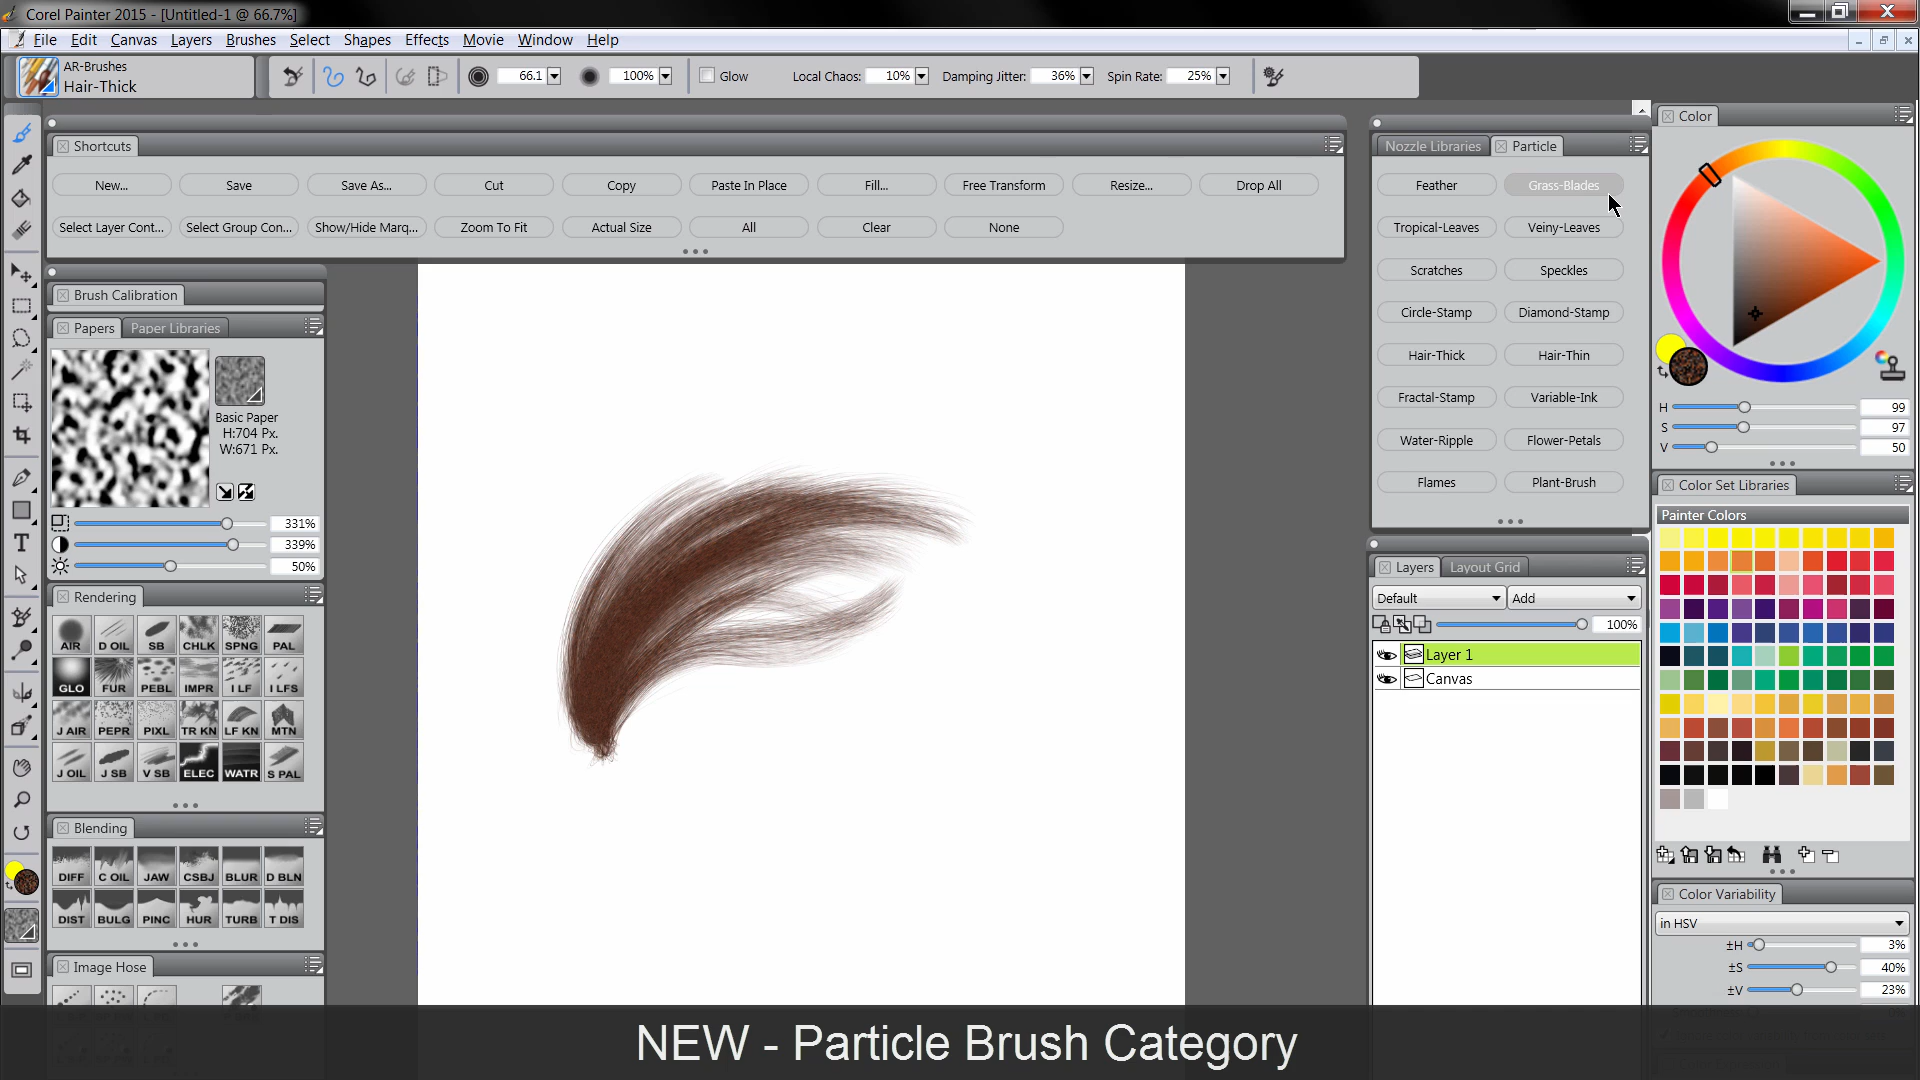 Corel Painter 2015 - [Untitled-1 @ 66.7%]
File Edit Canvas Layers Brushes Select Shapes Effects Movie Window Help
AR-Brushes
Hair-Thick
66.1 100% Glow Local Chaos: 10% Damping Jitter: 36% Spin Rate: 25%
Shortcuts
New... Save Save As... Cut Copy Paste In Place Fill... Free Transform Resize... Drop All
Select Layer Cont... Select Group Con... Show/Hide Marq... Zoom To Fit Actual Size All Clear None
Brush Calibration
Papers Paper Libraries
Basic Paper
H:704 Px.
W:671 Px.
331%
339%
50%
Rendering
AIR D OIL SB CHLK SPNG PAL
GLO FUR PEBL IMPR I LF I LFS
J AIR PEPR PIXL TR KN LF KN MTN
J OIL J SB V SB ELEC WATR S PAL
Blending
DIFF C OIL JAW CSBJ BLUR D BLN
DIST BULG PINC HUR TURB T DIS
Image Hose
Nozzle Libraries Particle
Feather Grass-Blades
Tropical-Leaves Veiny-Leaves
Scratches Speckles
Circle-Stamp Diamond-Stamp
Hair-Thick Hair-Thin
Fractal-Stamp Variable-Ink
Water-Ripple Flower-Petals
Flames Plant-Brush
Layers Layout Grid
Default Add
100%
Layer 1
Canvas
Color
H 99
S 97
V 50
Color Set Libraries
Painter Colors
Color Variability
in HSV
±H 3%
±S 40%
±V 23%
T
NEW - Particle Brush Category